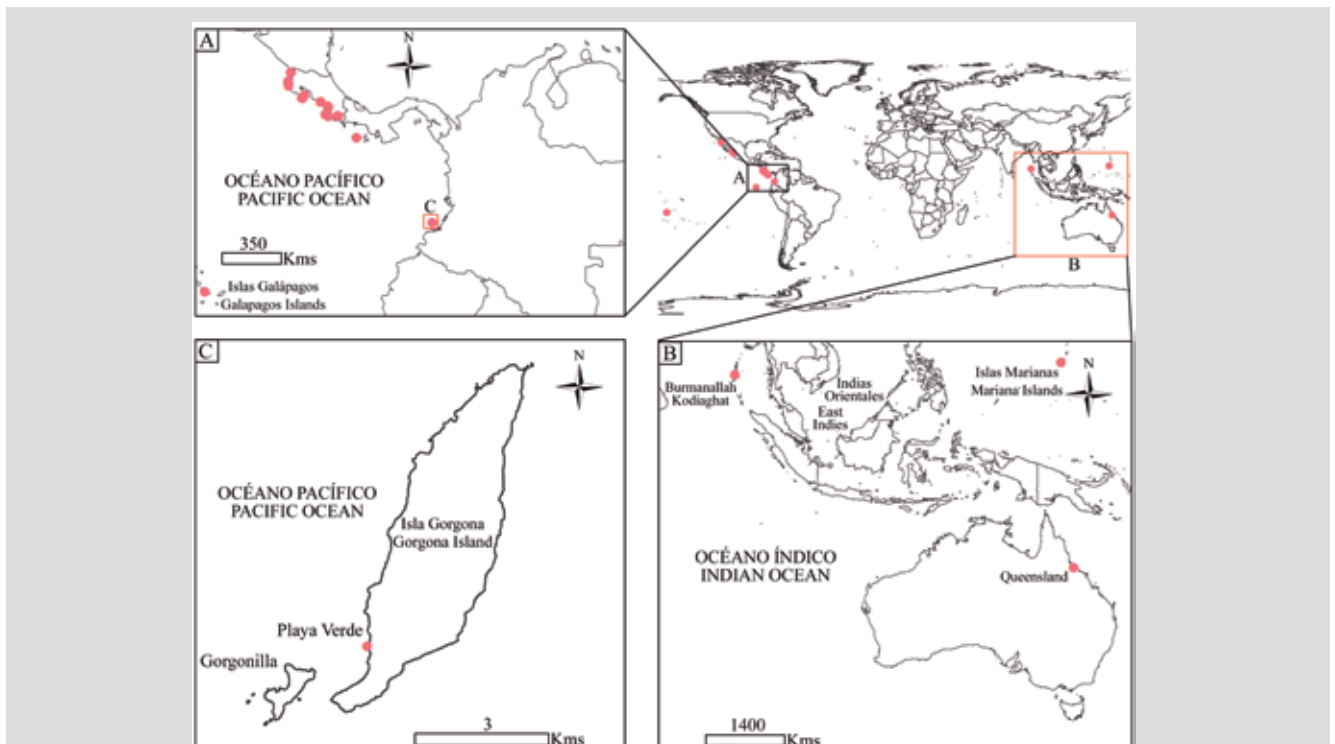 A
N
OCÉANO PACÍFICO
PACIFIC OCEAN
C
350
Kms
Islas Galápagos
Galapagos Islands
A
B
C
N
OCÉANO PACÍFICO
PACIFIC OCEAN
Isla Gorgona
Gorgona Island
Playa Verde
Gorgonilla
3
Kms
B
Burmanallah
Kodiaghat
Indias
Orientales
East
Indies
Islas Marianas
Mariana Islands
N
OCÉANO ÍNDICO
INDIAN OCEAN
Queensland
1400
Kms